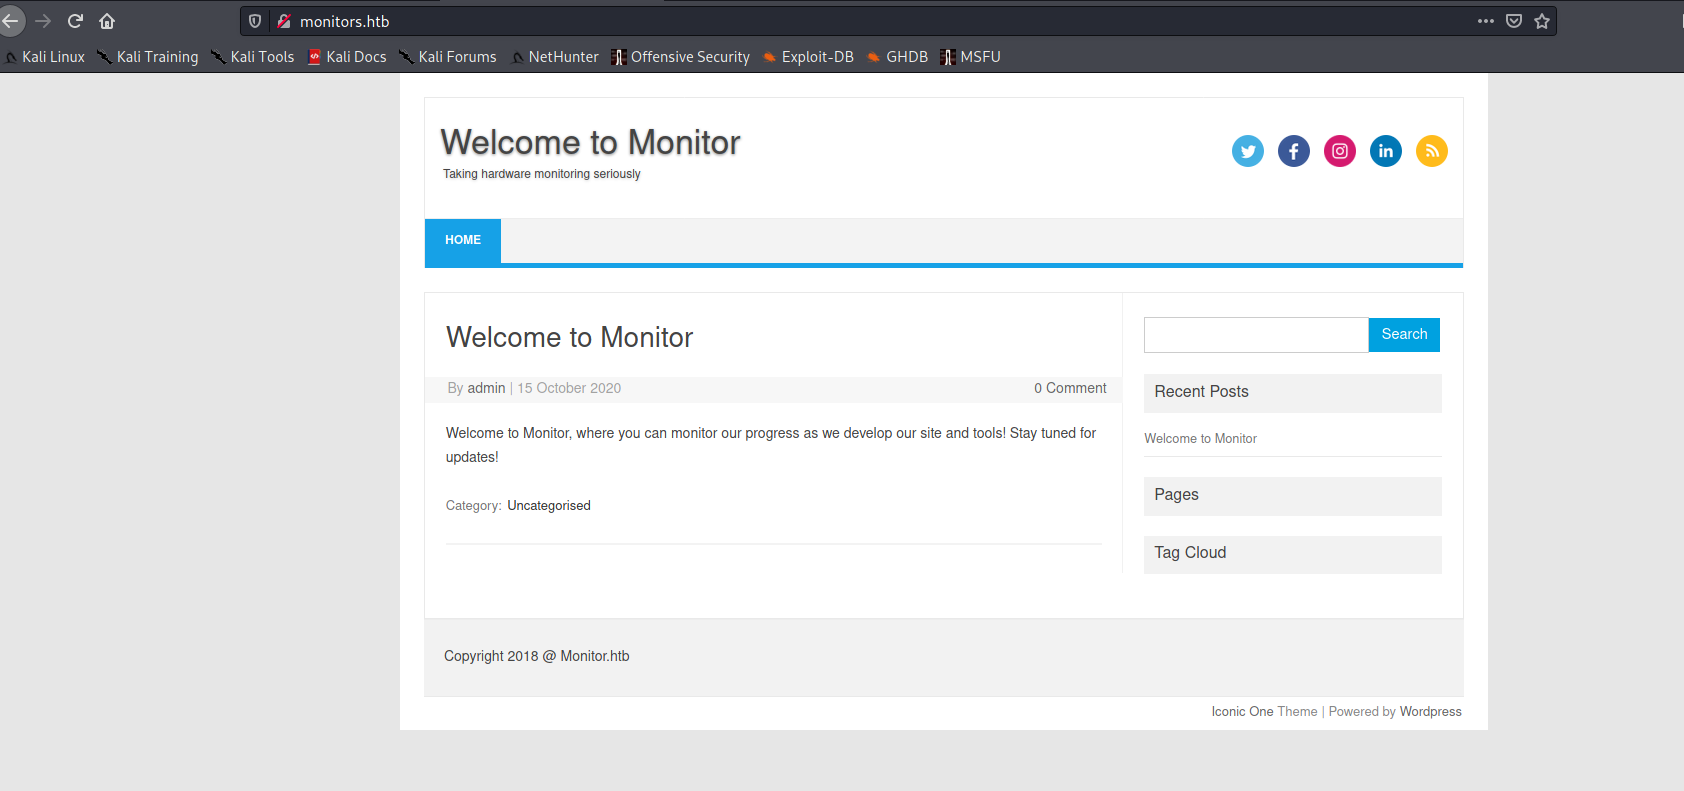 monitors.htb
Kali Linux Kali Training Kali Tools Kali Docs Kali Forums NetHunter Offensive Security Exploit-DB GHDB MSFU
Welcome to Monitor
Taking hardware monitoring seriously
HOME
Welcome to Monitor
By admin | 15 October 2020 0 Comment
Welcome to Monitor, where you can monitor our progress as we develop our site and tools! Stay tuned for
updates!
Category: Uncategorised
Search
Recent Posts
Welcome to Monitor
Pages
Tag Cloud
Copyright 2018 @ Monitor.htb
Iconic One Theme | Powered by Wordpress